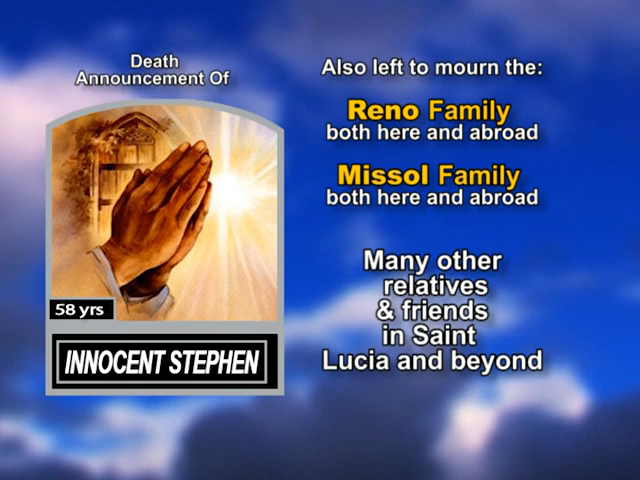 Death
Announcement Of
58 yrs
INNOCENT STEPHEN
Also left to mourn the:
Reno Family
both here and abroad
Missol Family
both here and abroad
Many other
relatives
& friends
in Saint
Lucia and beyond